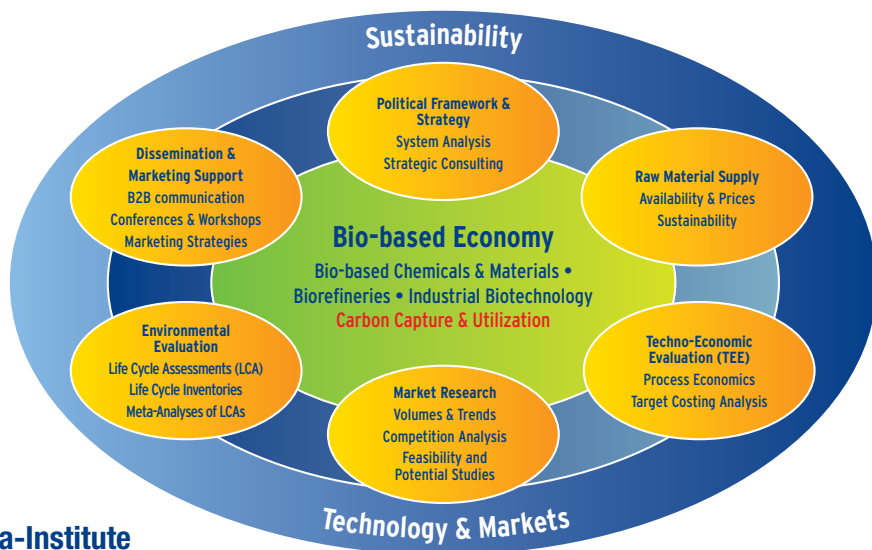 Sustainability
Political Framework &
Strategy
System Analysis
Strategic Consulting
Dissemination &
Marketing Support
B2B communication
Conferences & Workshops
Marketing Strategies
Raw Material Supply
Availability & Prices
Sustainability
Bio-based Economy
Bio-based Chemicals & Materials •
Biorefineries • Industrial Biotechnology
Carbon Capture & Utilization
Environmental
Evaluation
Life Cycle Assessments (LCA)
Life Cycle Inventories
Meta-Analyses of LCAs
Techno-Economic
Evaluation (TEE)
Process Economics
Target Costing Analysis
Market Research
Volumes & Trends
Competition Analysis
Feasibility and
Potential Studies
Technology & Markets
a-Institute